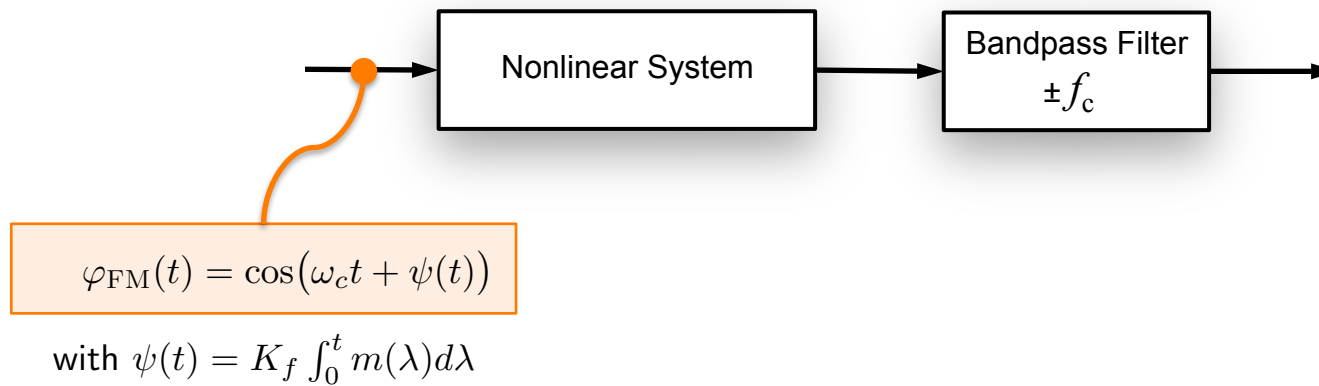 Nonlinear System
Bandpass Filter
±f_c
φ_FM(t) = cos(ω_c t + ψ(t))
with ψ(t) = K_f ∫_0^t m(λ)dλ